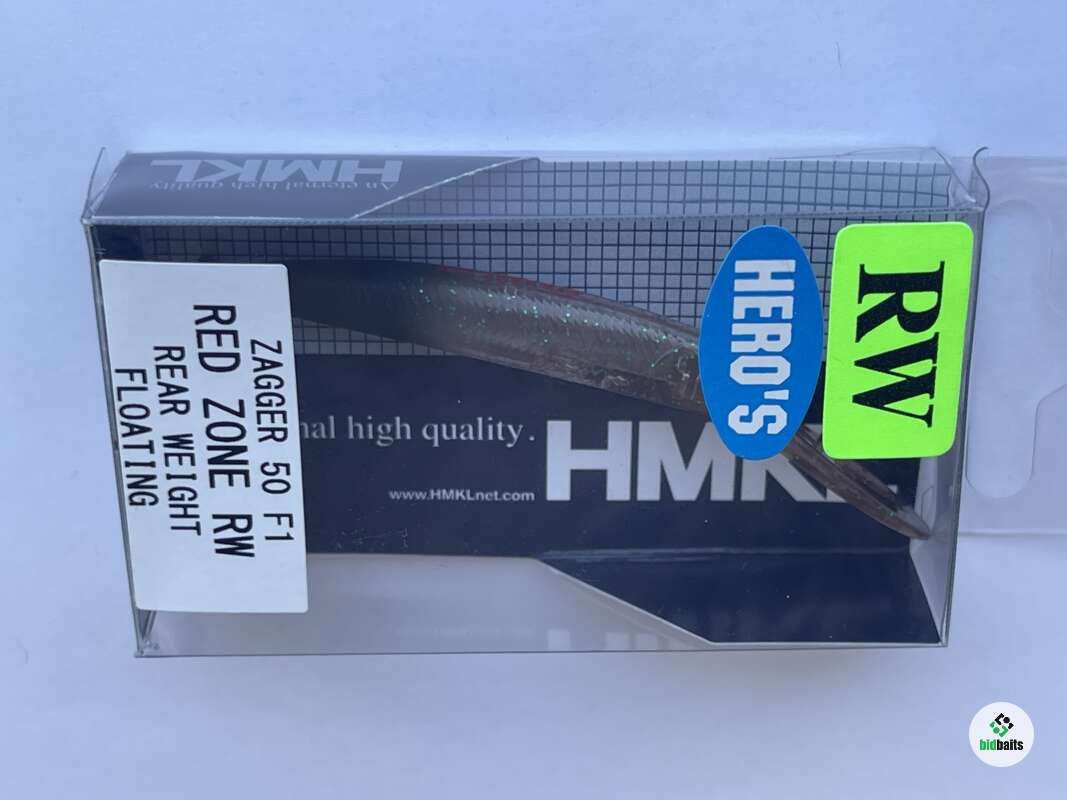 HMKL
An eternal high quality
ZAGGER 50 F1
RED ZONE RW
REAR WEIGHT
FLOATING
nal high quality.
www.HMKLnet.com
HMKL
HERO'S
RW
bidbaits